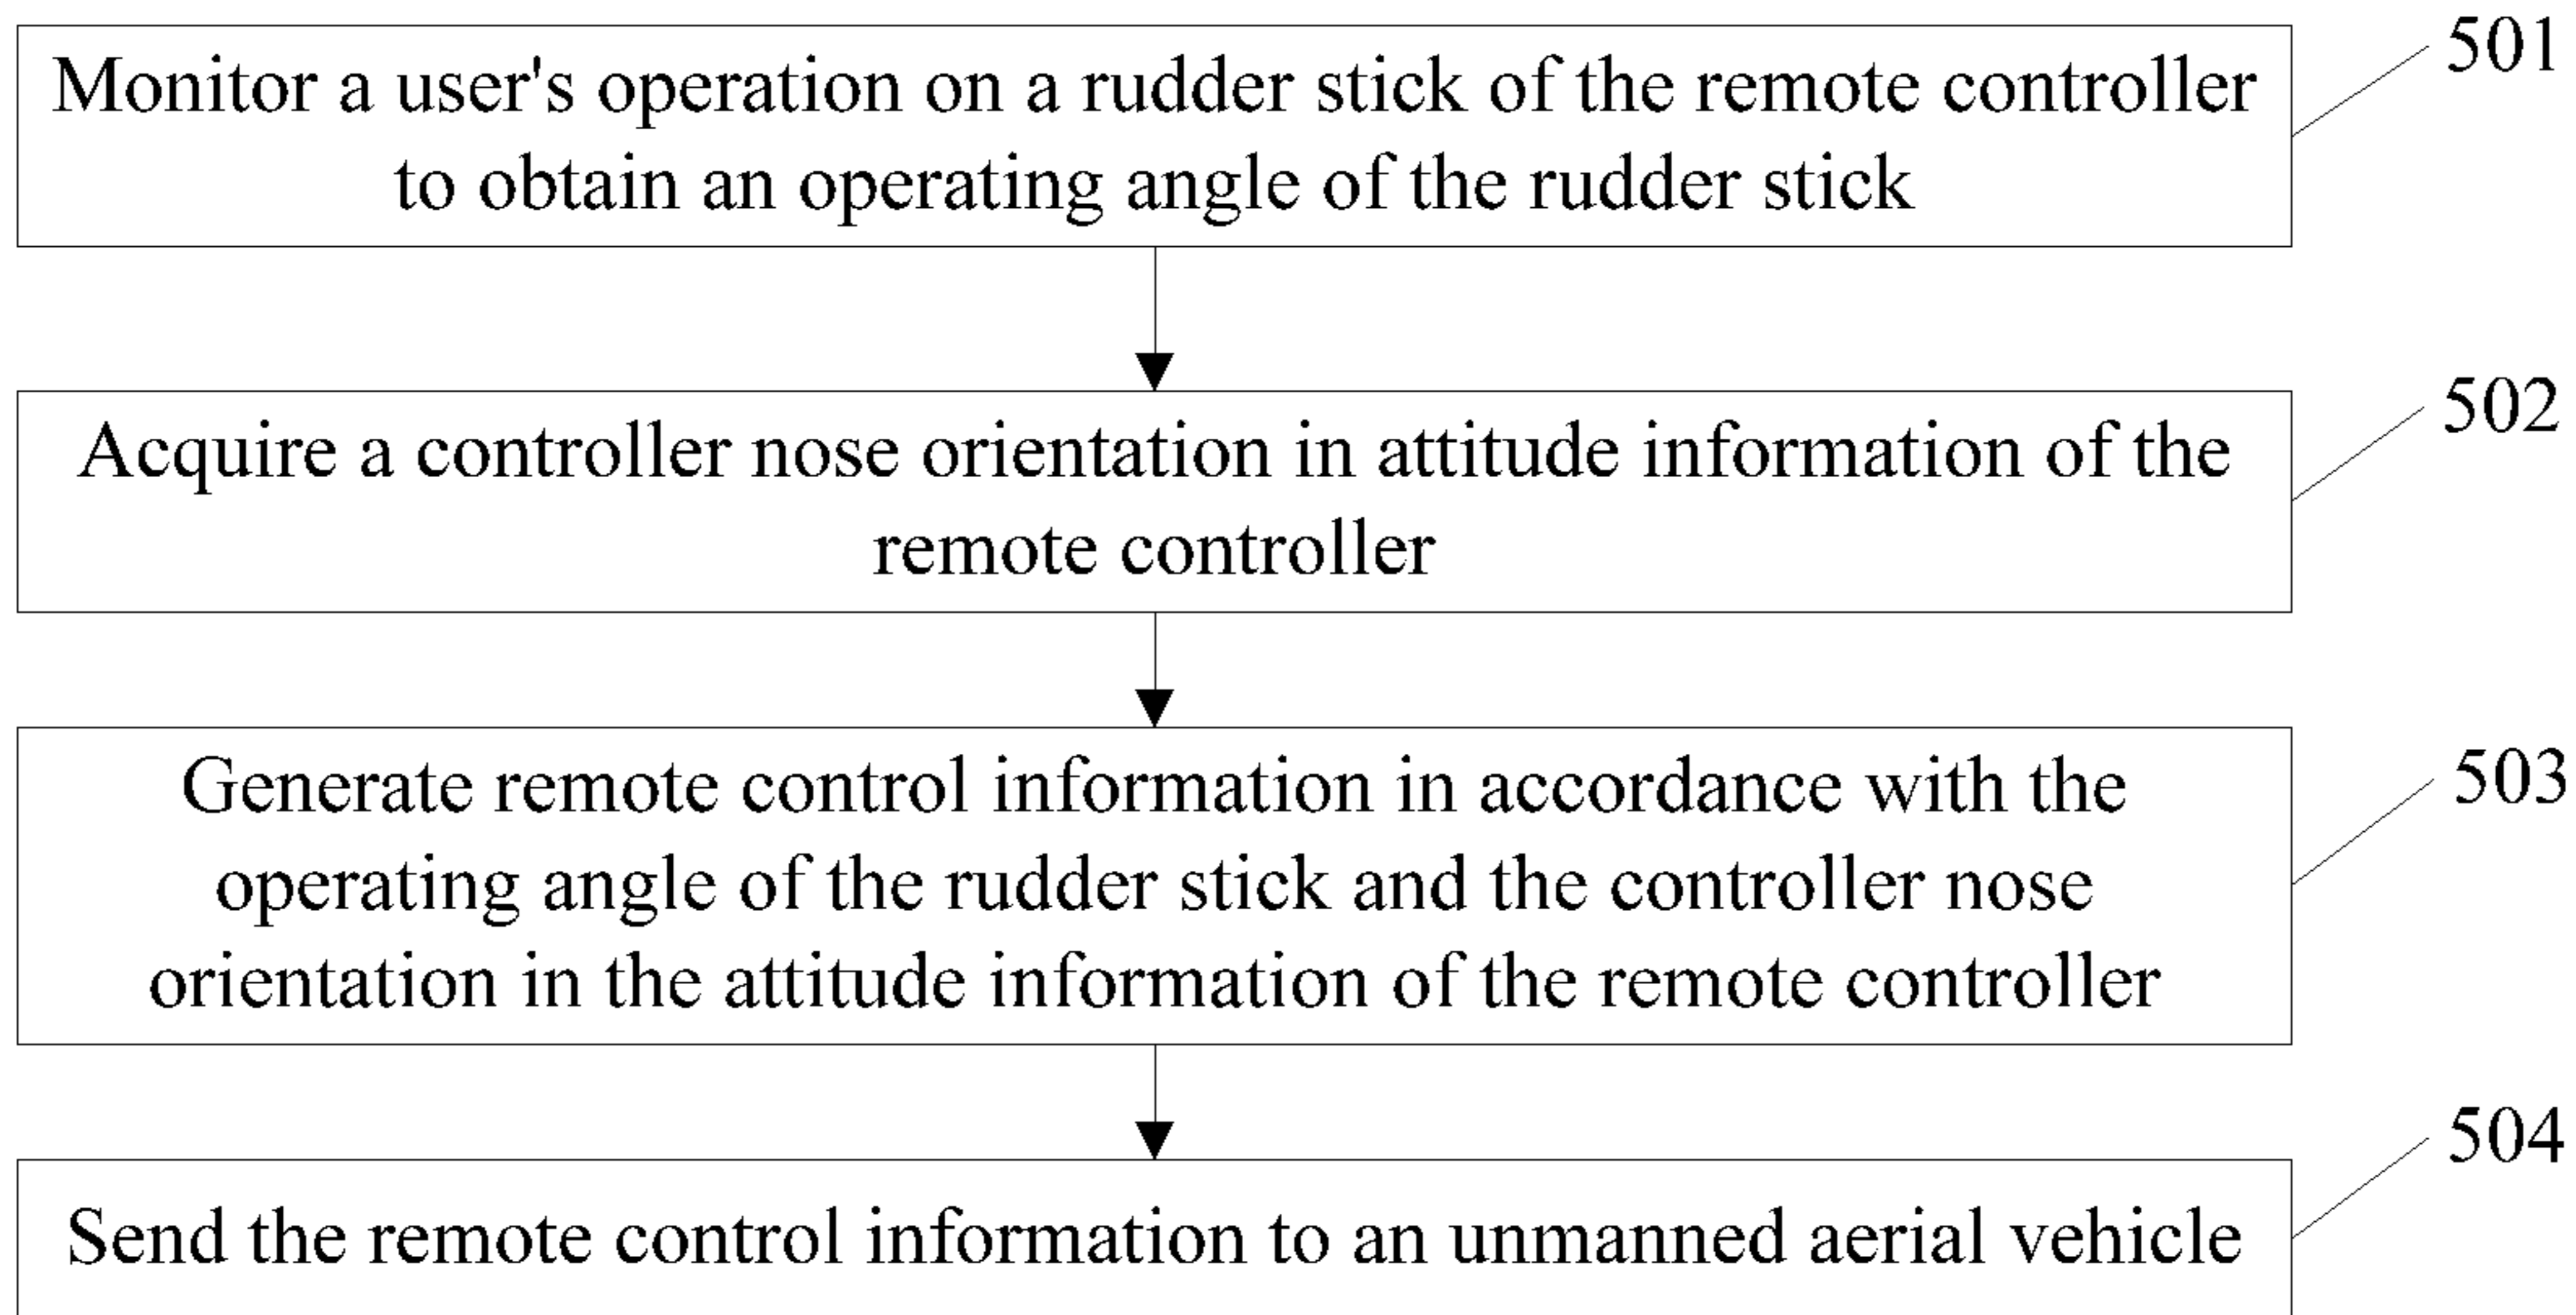 Monitor a user's operation on a rudder stick of the remote controller
to obtain an operating angle of the rudder stick
501
Acquire a controller nose orientation in attitude information of the
remote controller
502
Generate remote control information in accordance with the
operating angle of the rudder stick and the controller nose
orientation in the attitude information of the remote controller
503
Send the remote control information to an unmanned aerial vehicle
504